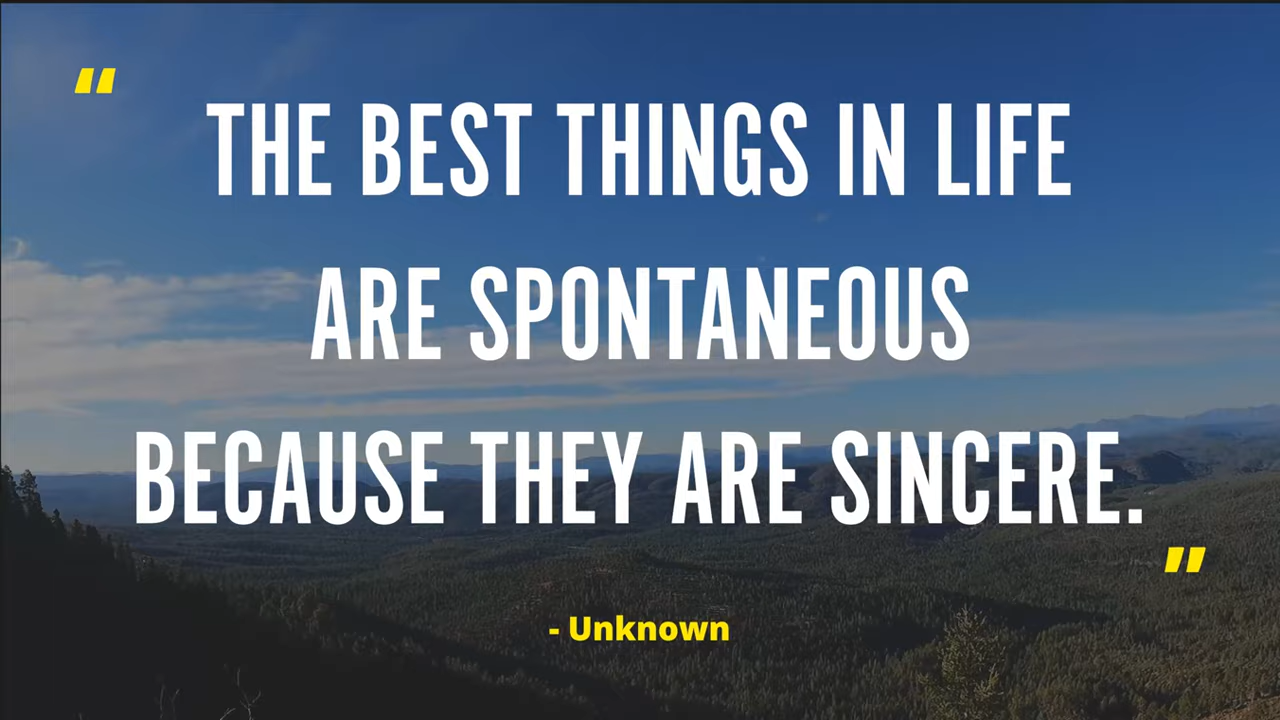 "
THE BEST THINGS IN LIFE
ARE SPONTANEOUS
BECAUSE THEY ARE SINCERE.
"
- Unknown